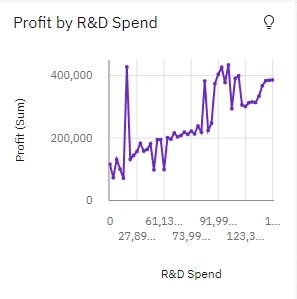 Profit by R&D Spend
Profit (Sum)
400,000
200,000
0
0 61,13... 91,99... 1...
27,89... 73,99... 123,3...
R&D Spend